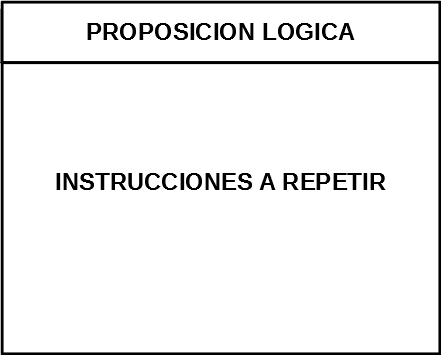 PROPOSICION LOGICA
INSTRUCCIONES A REPETIR